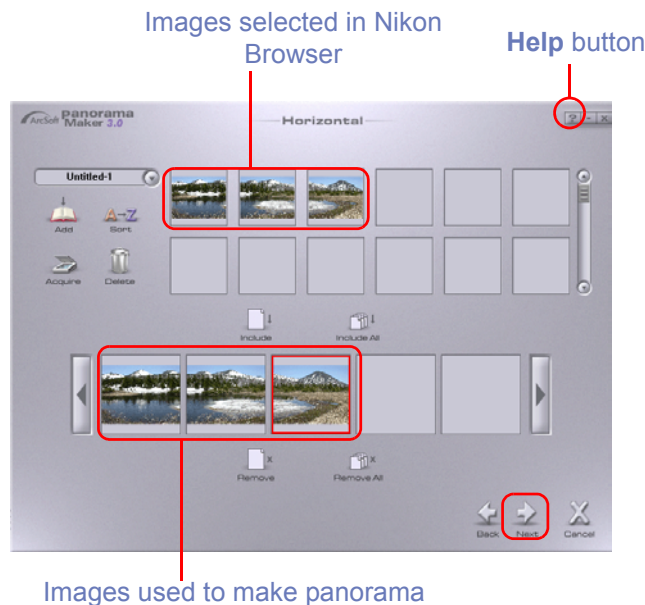 Images selected in Nikon
Browser
Help button
ArcSoft Panorama
Maker 3.0
Horizontal
? - x
Untitled-1
A-Z
Add
Sort
Acquire
Delete
Include
Include All
Remove
Remove All
Back
Next
Cancel
Images used to make panorama